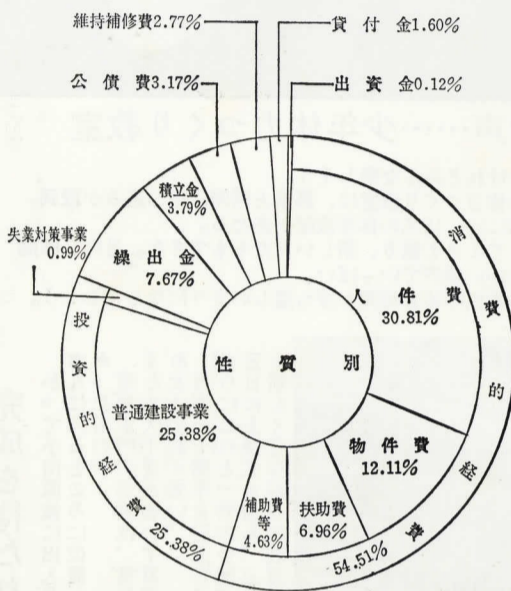 維持補修費2.77%
貸付金1.60%
公債費3.17%
出資金0.12%
積立金
3.79%
失業対策事業
0.99%
繰出金
7.67%
人件費
30.81%
消費的経費
54.51%
性質別
投資的経費
25.38%
普通建設事業
25.38%
物件費
12.11%
補助費
等
4.63%
扶助費
6.96%